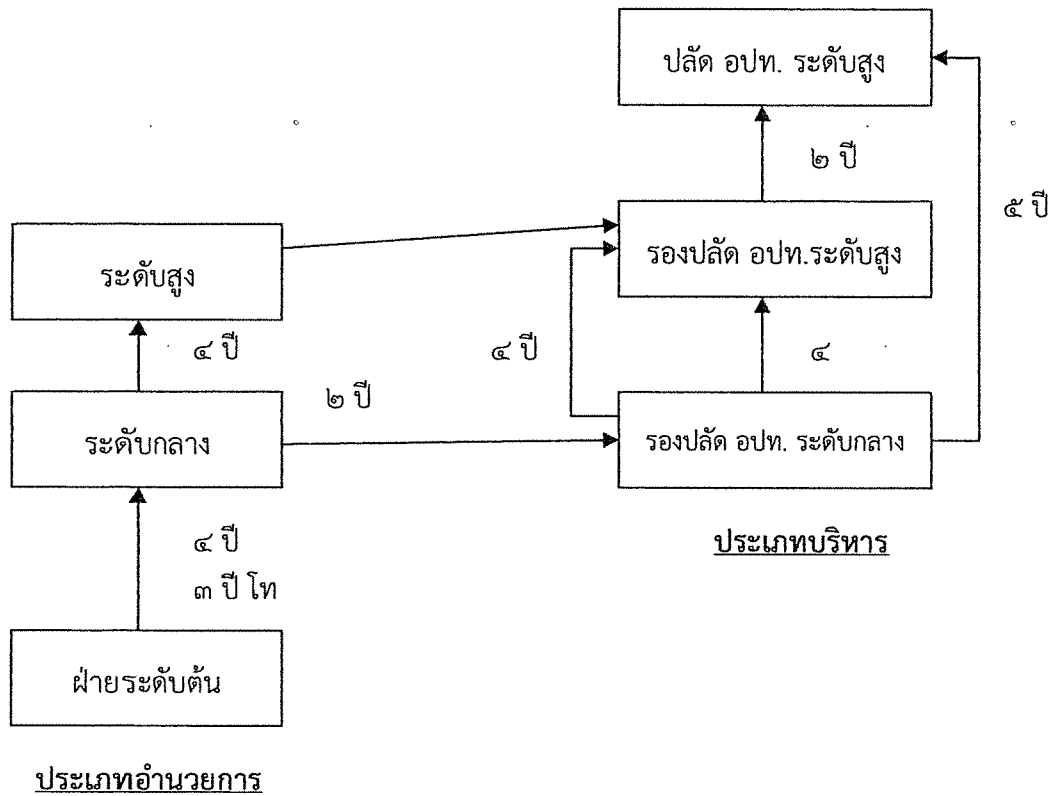 ปลัด อปท. ระดับสูง
๒ ปี
๕ ปี
ระดับสูง
รองปลัด อปท.ระดับสูง
๔ ปี
๔ ปี
๔
๒ ปี
ระดับกลาง
รองปลัด อปท. ระดับกลาง
๔ ปี
๓ ปี โท
ประเภทบริหาร
ฝ่ายระดับต้น
ประเภทอำนวยการ